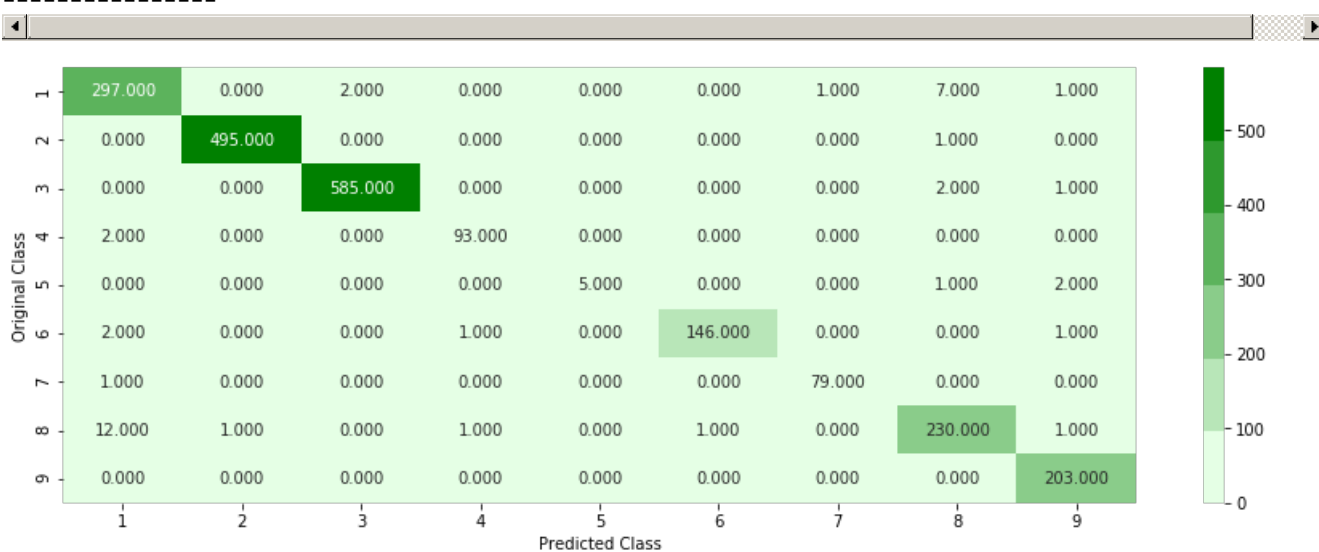 1 297.000 0.000 2.000 0.000 0.000 0.000 1.000 7.000 1.000
2 0.000 495.000 0.000 0.000 0.000 0.000 0.000 1.000 0.000
500
3 0.000 0.000 585.000 0.000 0.000 0.000 0.000 2.000 1.000
400
4 2.000 0.000 0.000 93.000 0.000 0.000 0.000 0.000 0.000
Original Class
5 0.000 0.000 0.000 0.000 5.000 0.000 0.000 1.000 2.000
300
6 2.000 0.000 0.000 1.000 0.000 146.000 0.000 0.000 1.000
200
7 1.000 0.000 0.000 0.000 0.000 0.000 79.000 0.000 0.000
8 12.000 1.000 0.000 1.000 0.000 1.000 0.000 230.000 1.000
100
9 0.000 0.000 0.000 0.000 0.000 0.000 0.000 0.000 203.000
0
1 2 3 4 5 6 7 8 9
Predicted Class